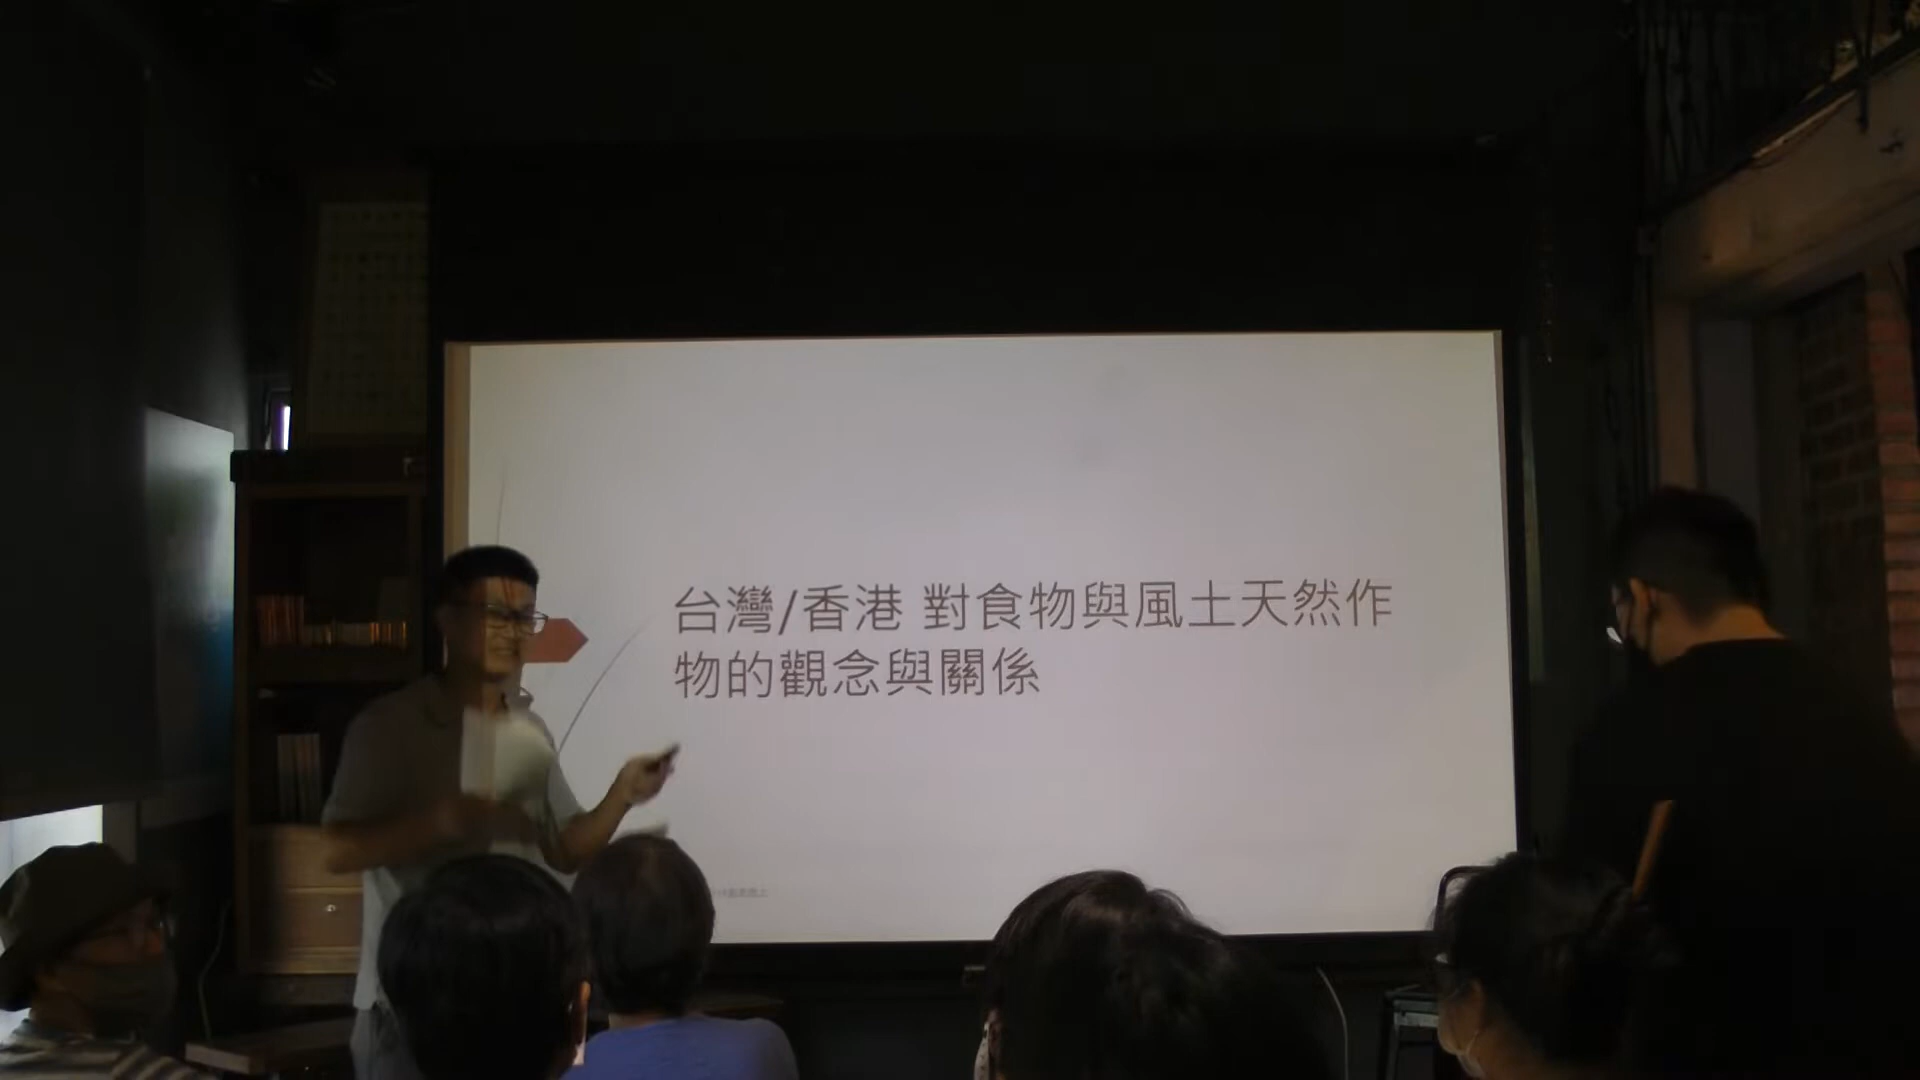 台灣/香港 對食物與風土天然作
物的觀念與關係